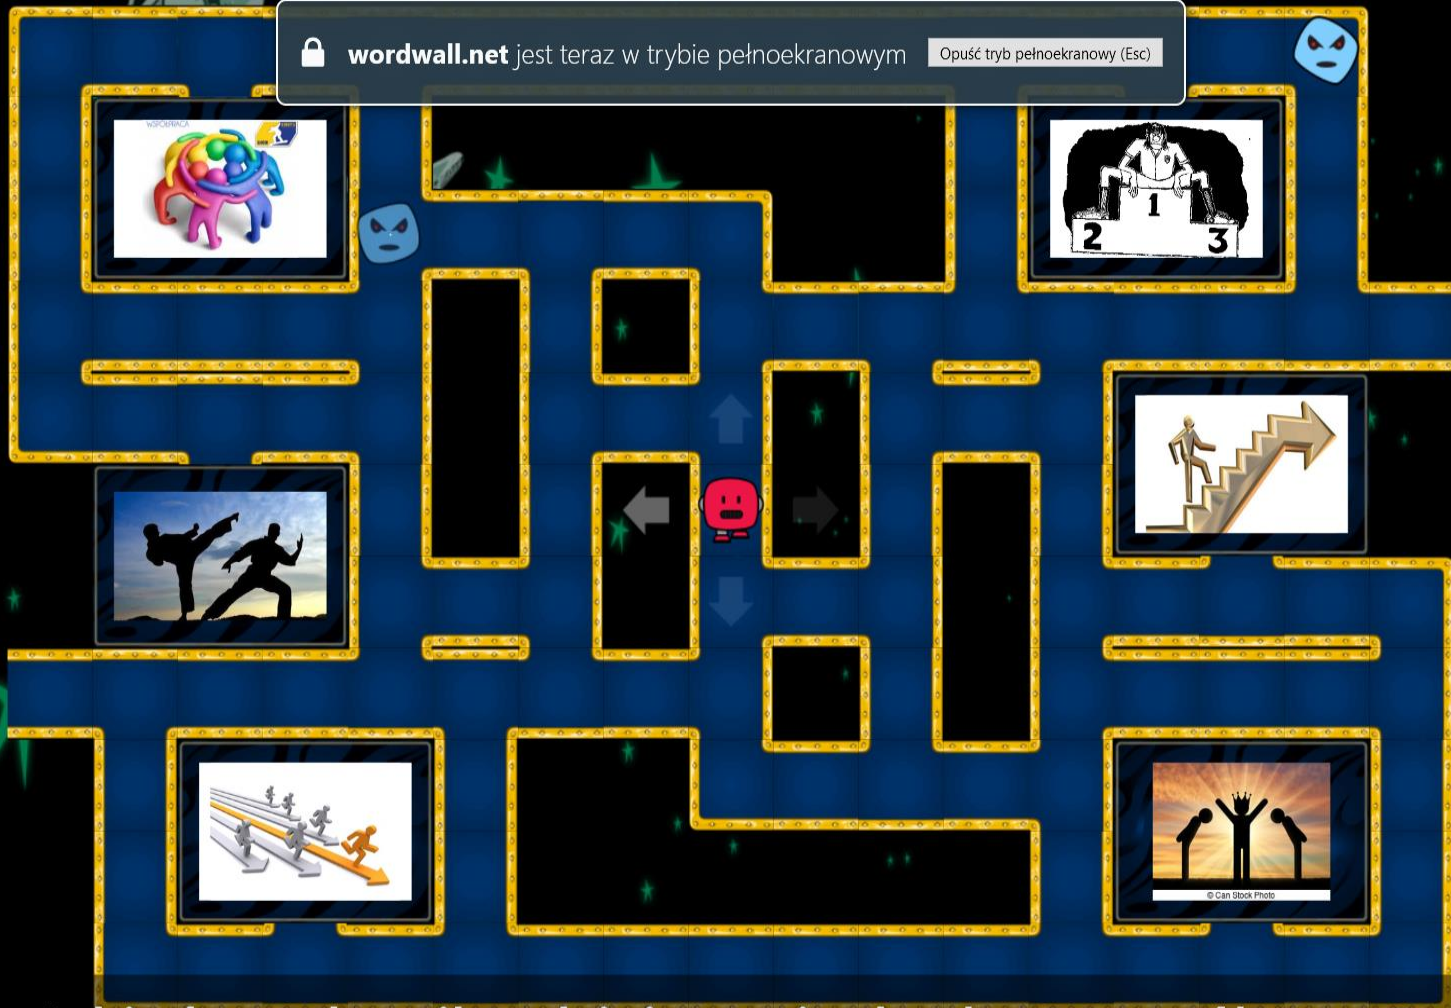 wordwall.net jest teraz w trybie pełnoekranowym
Opuść tryb pełnoekranowy (Esc)
WSPÓŁPRACA
1
2
3
© Can Stock Photo